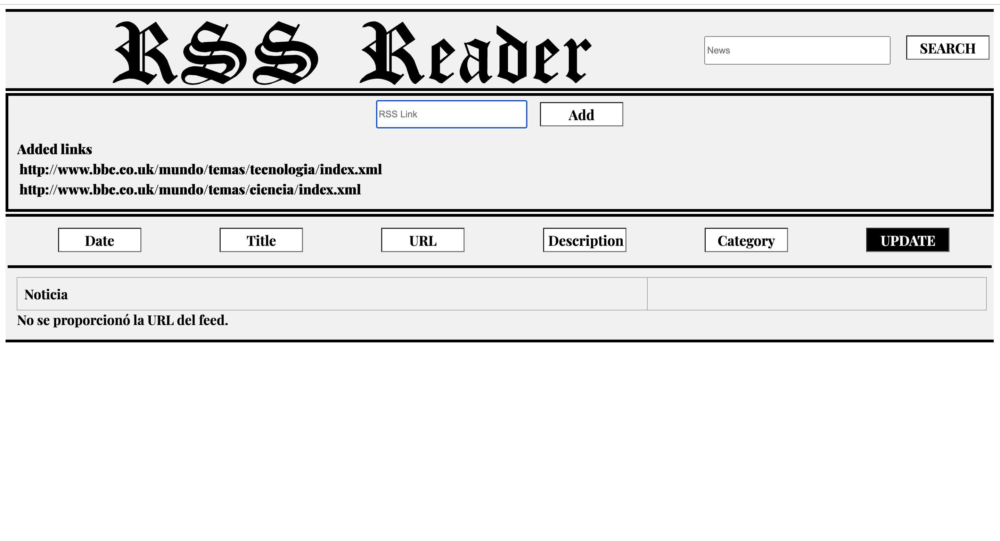 RSS Reader
News
SEARCH
RSS Link
Add
Added links
http://www.bbc.co.uk/mundo/temas/tecnologia/index.xml
http://www.bbc.co.uk/mundo/temas/ciencia/index.xml
Date
Title
URL
Description
Category
UPDATE
Noticia
No se proporcionó la URL del feed.